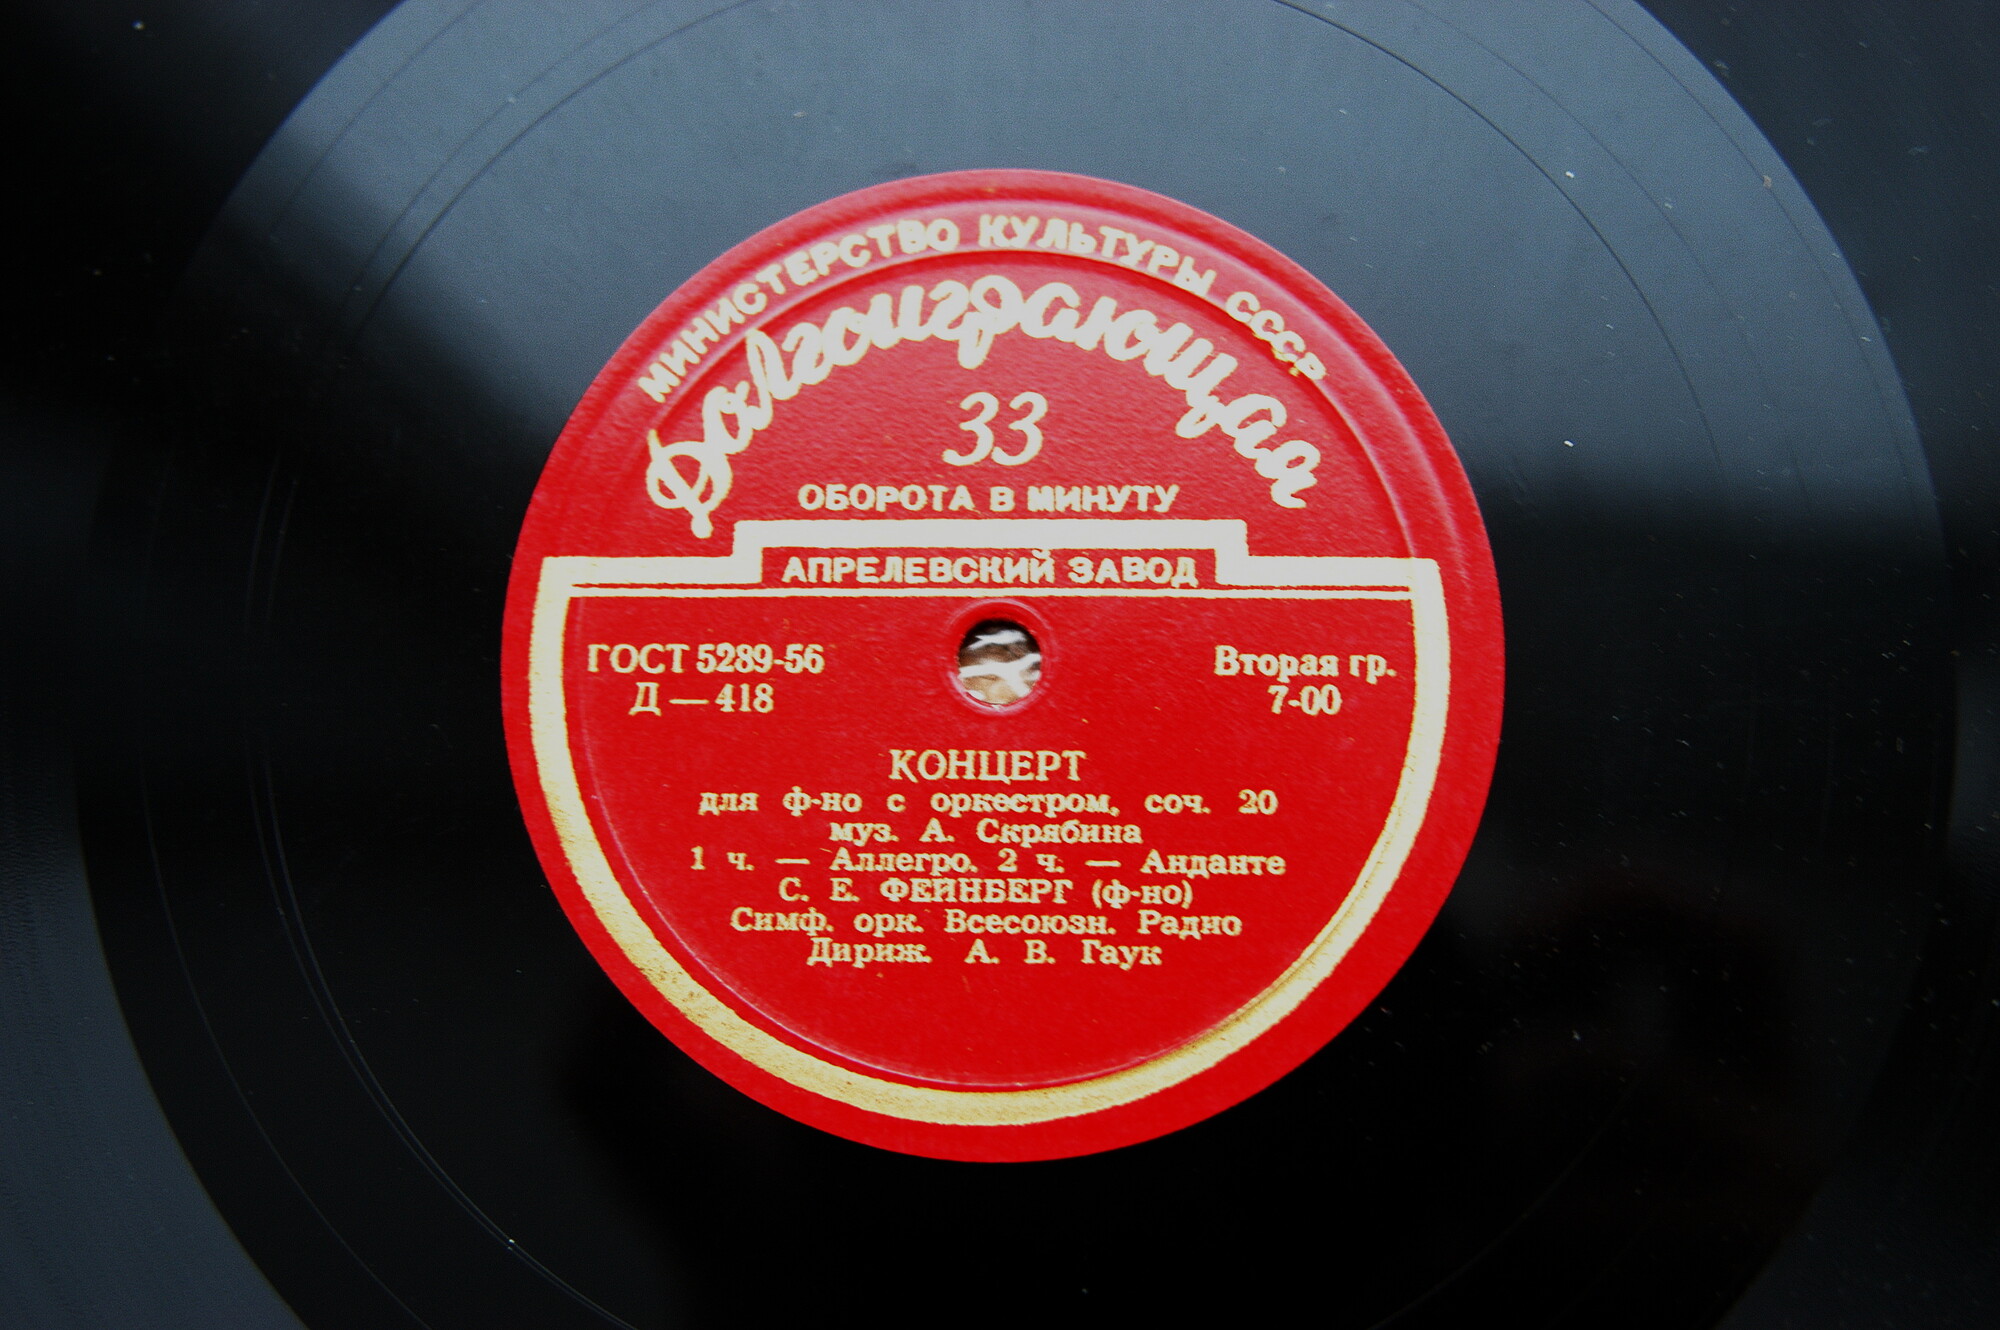 МИНИСТЕРСТВО КУЛЬТУРЫ СССР
Долгоиграющая
33
ОБОРОТА В МИНУТУ
АПРЕЛЕВСКИЙ ЗАВОД
ГОСТ 5289-56
Д — 418
Вторая гр.
7-00
КОНЦЕРТ
для ф-но с оркестром, соч. 20
муз. А. Скрябина
1 ч. — Аллегро. 2 ч. — Анданте
С. Е. ФЕЙНБЕРГ (ф-но)
Симф. орк. Всесоюзн. Радио
Дириж. А. В. Гаук